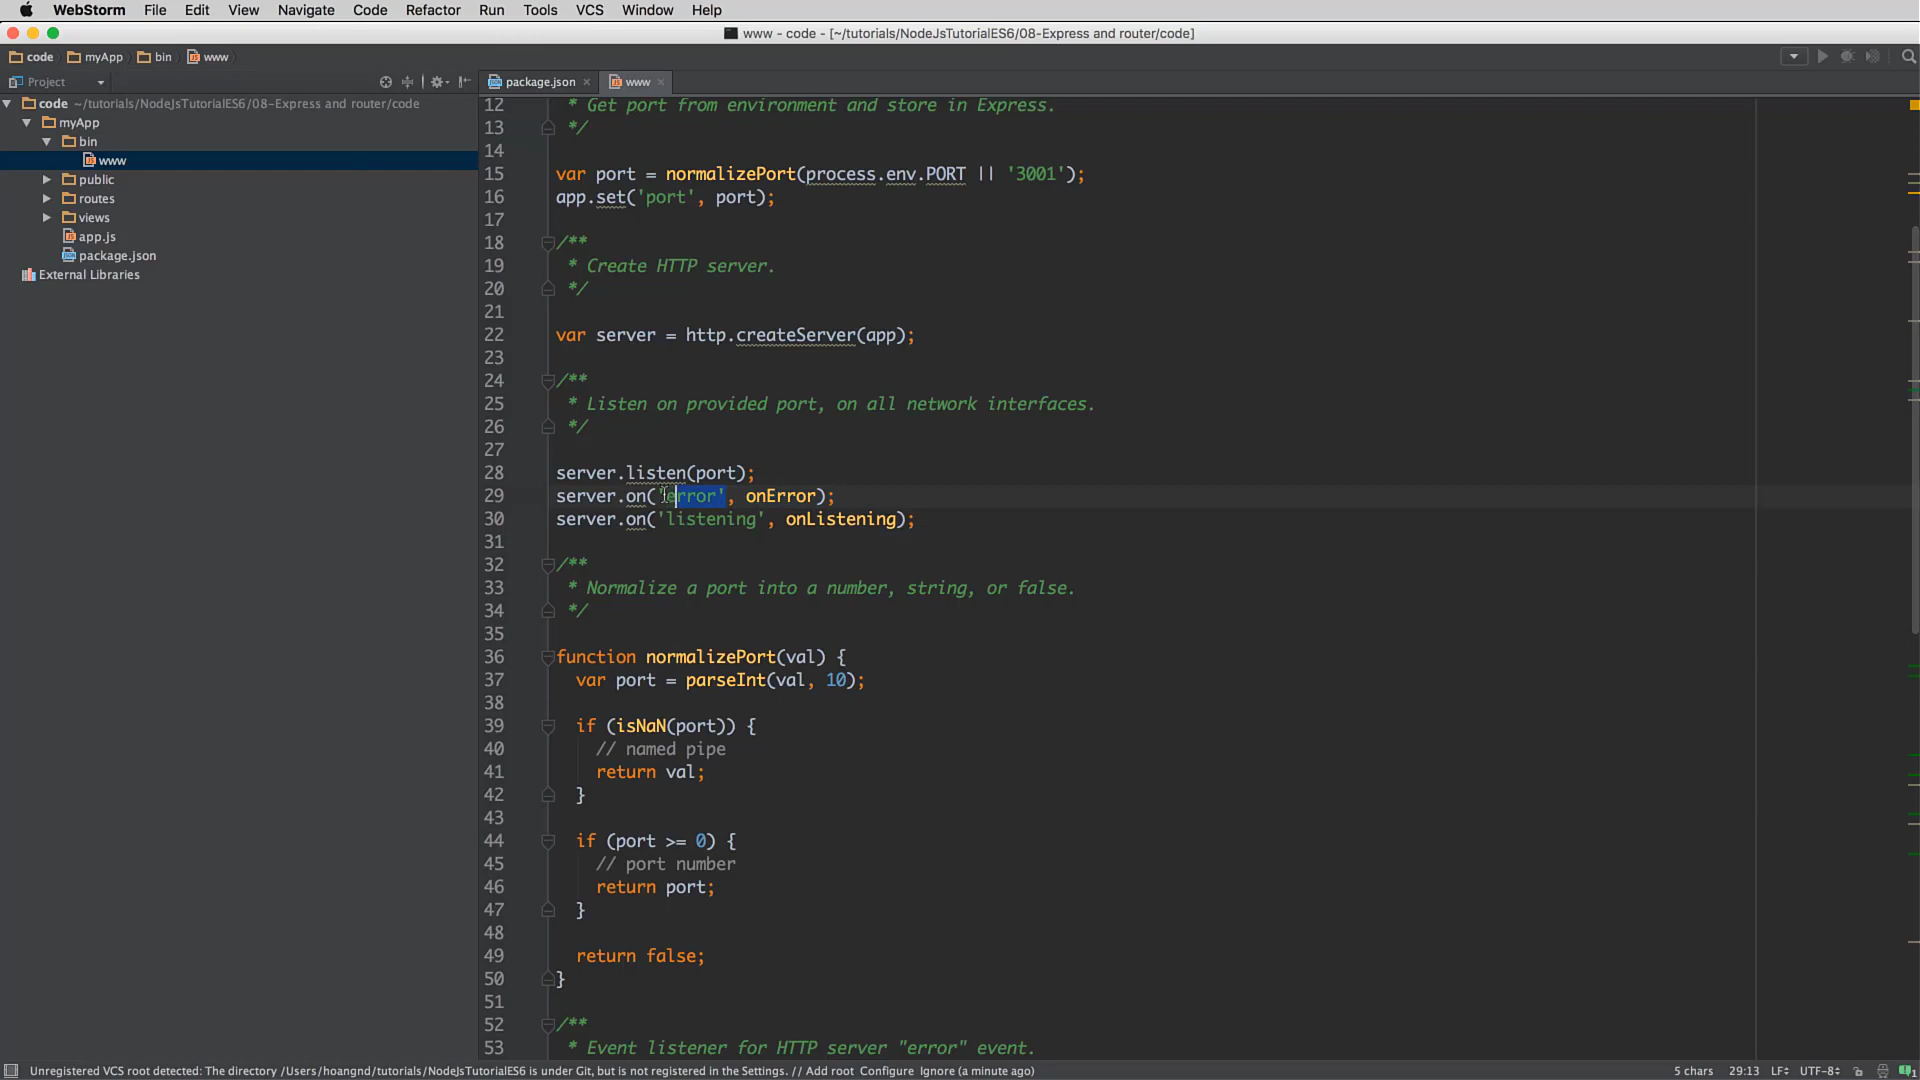 WebStorm File Edit View Navigate Code Refactor Run Tools VCS Window Help
www - code - [~/tutorials/NodeJsTutorialES6/08-Express and router/code]
code myApp bin www
Project
package.json www
code ~/tutorials/NodeJsTutorialES6/08-Express and router/code
myApp
bin
www
public
routes
views
app.js
package.json
External Libraries
12 * Get port from environment and store in Express.
13 */
14
15 var port = normalizePort(process.env.PORT || '3001');
16 app.set('port', port);
17
18 /**
19 * Create HTTP server.
20 */
21
22 var server = http.createServer(app);
23
24 /**
25 * Listen on provided port, on all network interfaces.
26 */
27
28 server.listen(port);
29 server.on('error', onError);
30 server.on('listening', onListening);
31
32 /**
33 * Normalize a port into a number, string, or false.
34 */
35
36 function normalizePort(val) {
37 var port = parseInt(val, 10);
38
39 if (isNaN(port)) {
40 // named pipe
41 return val;
42 }
43
44 if (port >= 0) {
45 // port number
46 return port;
47 }
48
49 return false;
50 }
51
52 /**
53 * Event listener for HTTP server "error" event.
Unregistered VCS root detected: The directory /Users/hoangnd/tutorials/NodeJsTutorialES6 is under Git, but is not registered in the Settings. // Add root Configure Ignore (a minute ago) 5 chars 29:13 LF UTF-8